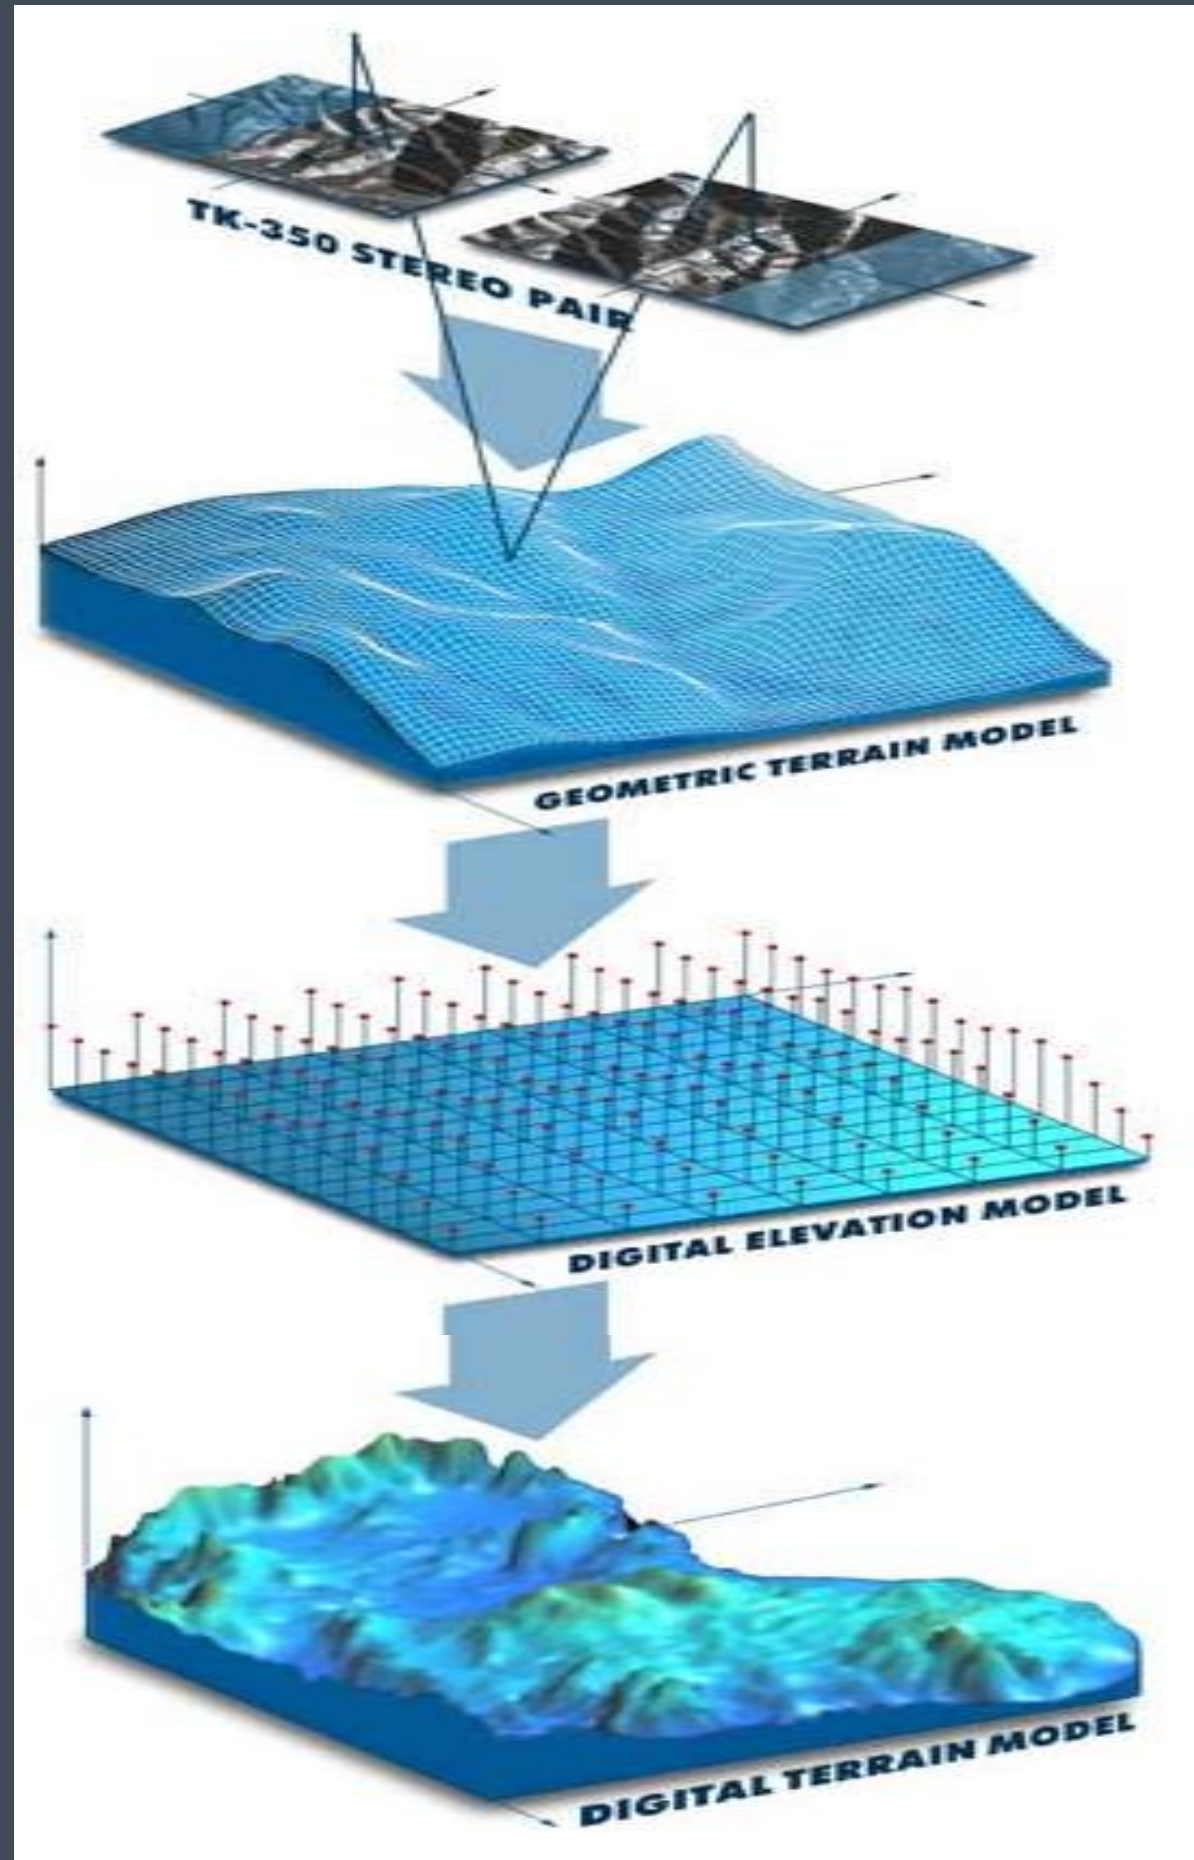 TK-350 STEREO PAIR
GEOMETRIC TERRAIN MODEL
DIGITAL ELEVATION MODEL
DIGITAL TERRAIN MODEL